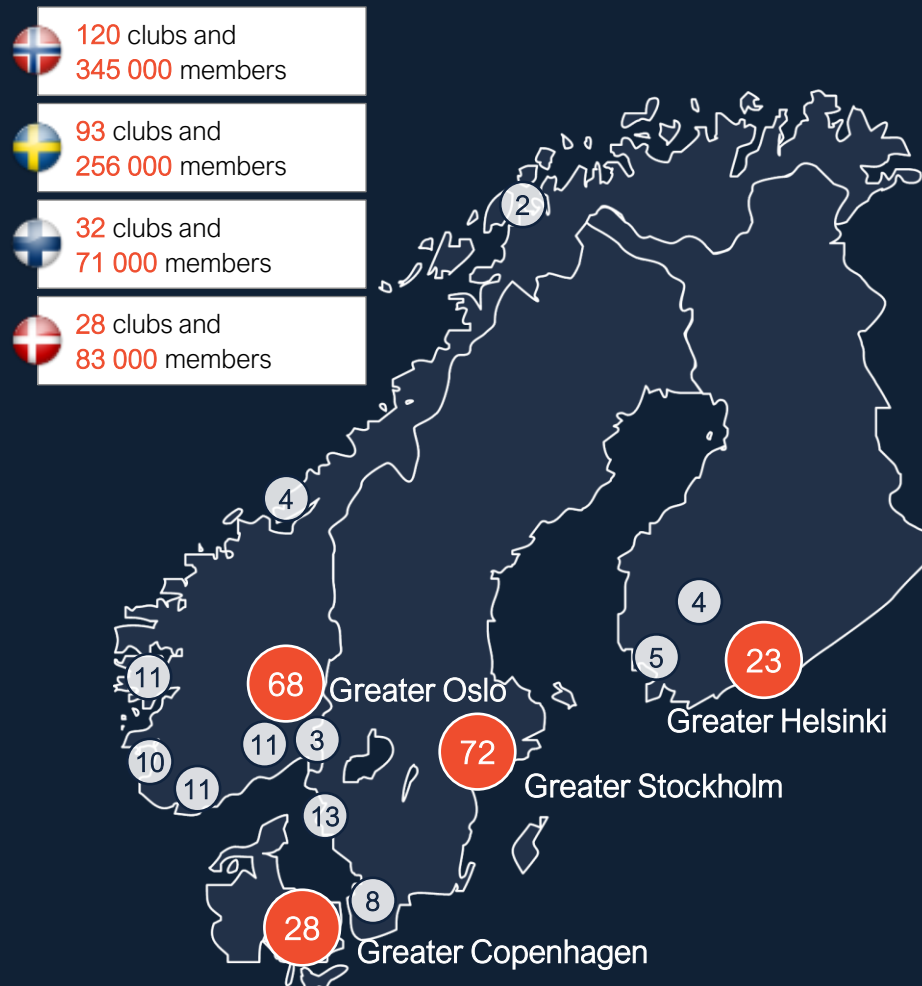 120 clubs and
345 000 members
93 clubs and
256 000 members
32 clubs and
71 000 members
28 clubs and
83 000 members
2
4
4
5
23
11
68
Greater Oslo
Greater Helsinki
11
3
72
10
11
Greater Stockholm
13
8
28
Greater Copenhagen